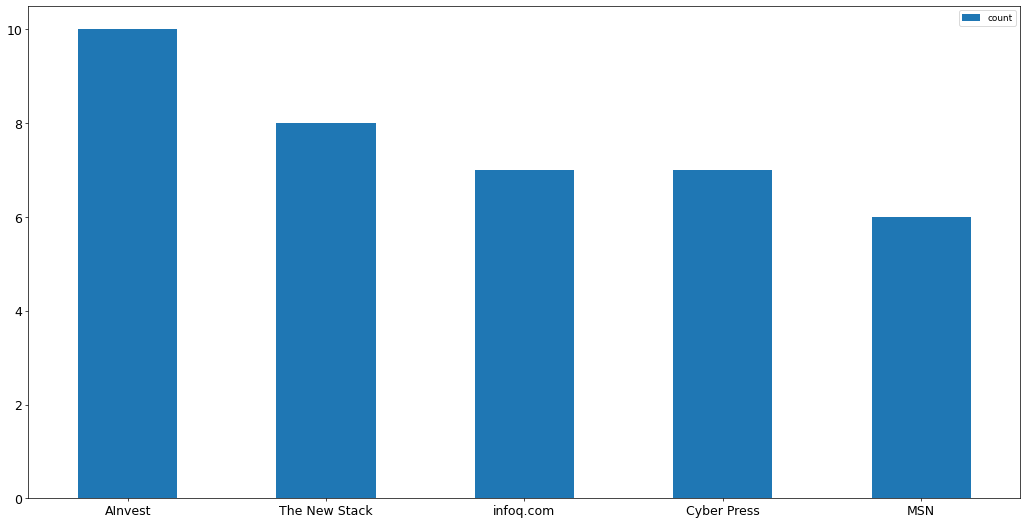 count
10
8
6
4
2
0
AInvest
The New Stack
infoq.com
Cyber Press
MSN